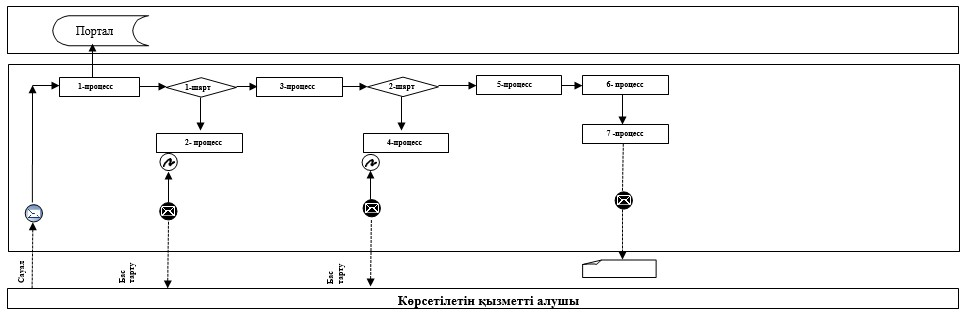 Портал
1-процесс
1-шарт
3-процесс
2-шарт
5-процесс
6- процесс
2- процесс
4-процесс
7 -процесс
Сауал
Бас
тарту
Бас
тарту
Көрсетілетін қызметті алушы